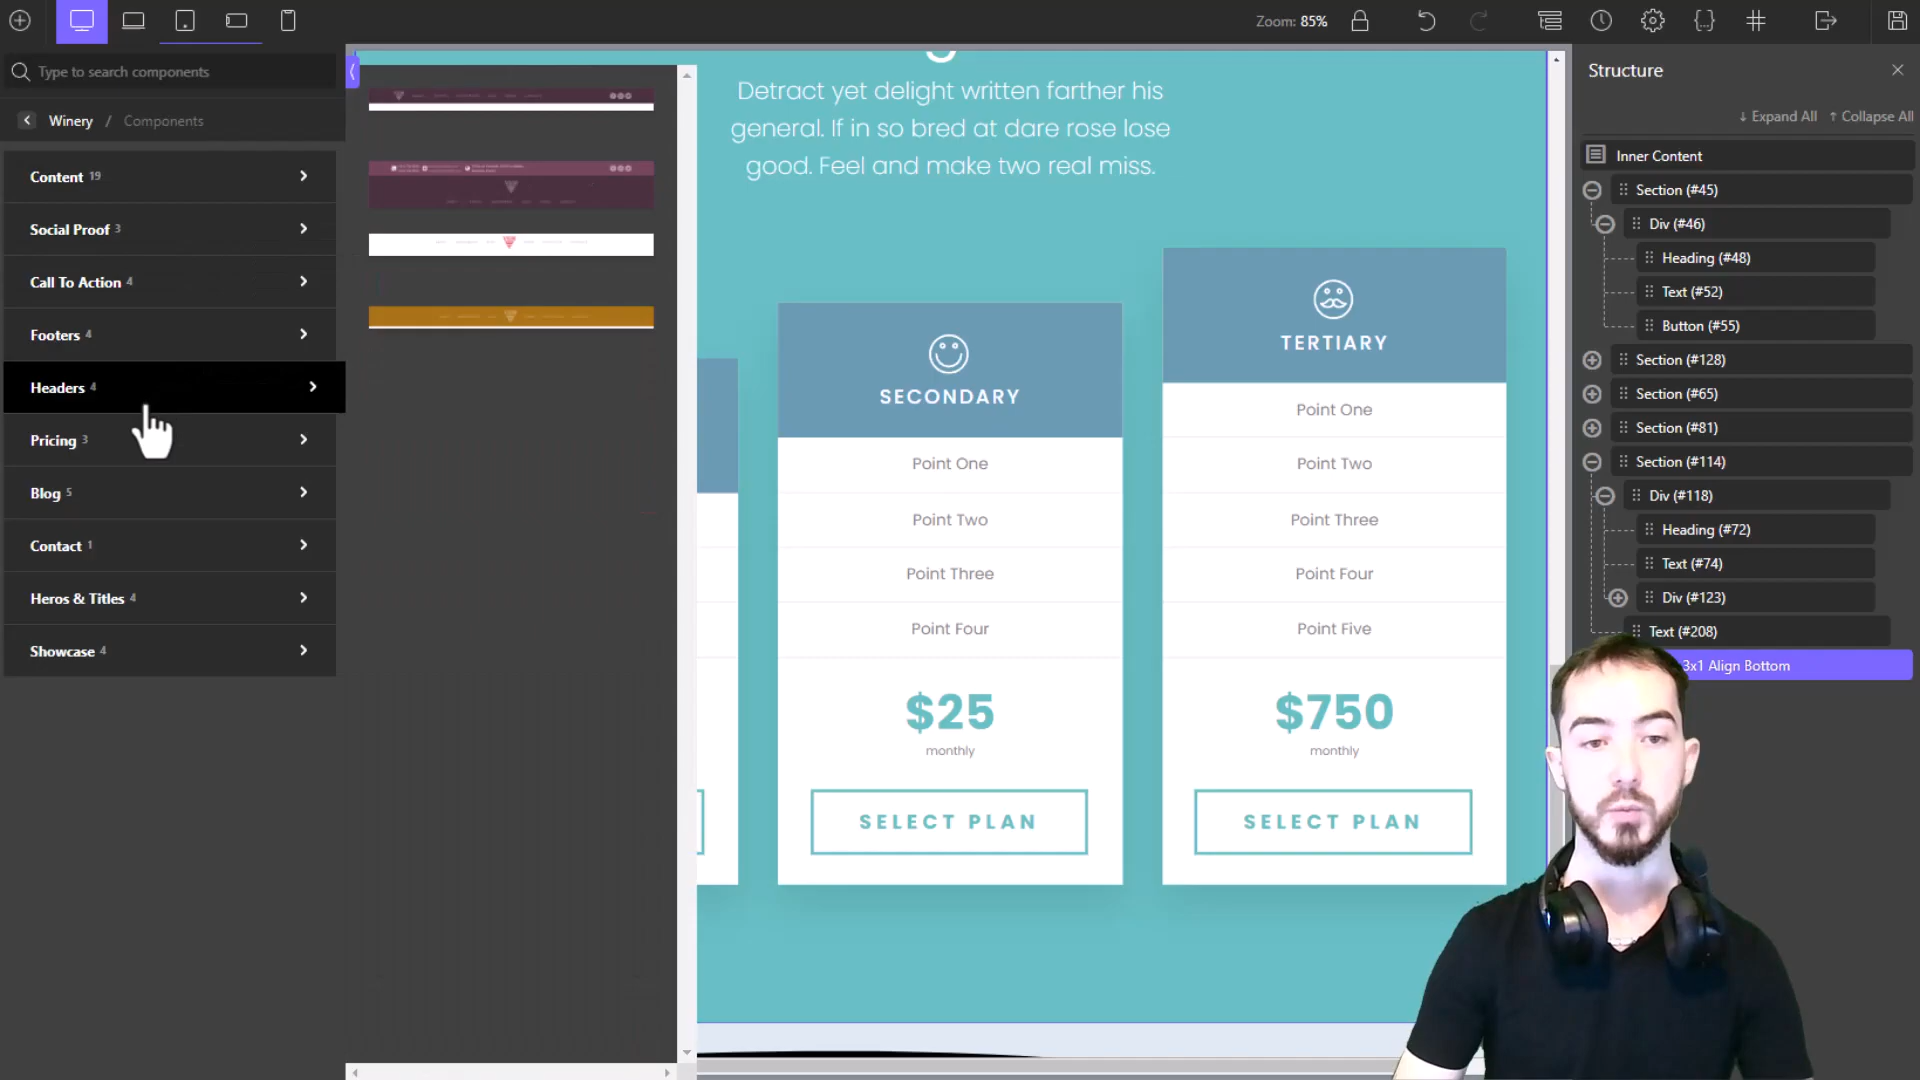 Zoom: 85%
Type to search components
Winery / Components
Content 19
Social Proof 3
Call To Action 4
Footers 4
Headers 4
Pricing 3
Blog 5
Contact 1
Heros & Titles 4
Showcase 4
Detract yet delight written farther his
general. If in so bred at dare rose lose
good. Feel and make two real miss.
SECONDARY
Point One
Point Two
Point Three
Point Four
$25
monthly
SELECT PLAN
TERTIARY
Point One
Point Two
Point Three
Point Four
Point Five
$750
monthly
SELECT PLAN
Structure
Expand All
Collapse All
Inner Content
Section (#45)
Div (#46)
Heading (#48)
Text (#52)
Button (#55)
Section (#128)
Section (#65)
Section (#81)
Section (#114)
Div (#118)
Heading (#72)
Text (#74)
Div (#123)
Text (#208)
3x1 Align Bottom